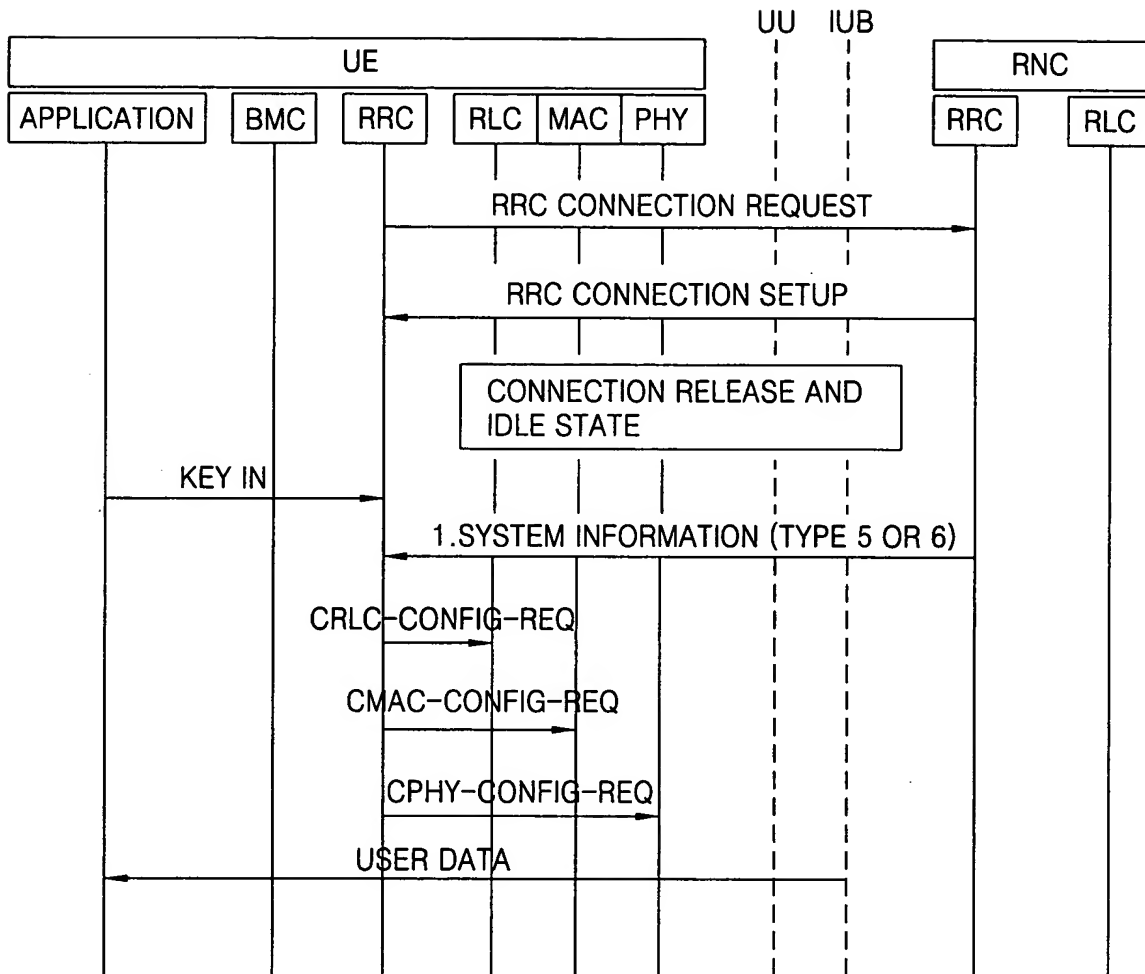 UU IUB
UE RNC
APPLICATION BMC RRC RLC MAC PHY RRC RLC
RRC CONNECTION REQUEST
RRC CONNECTION SETUP
CONNECTION RELEASE AND
IDLE STATE
KEY IN
1.SYSTEM INFORMATION (TYPE 5 OR 6)
CRLC-CONFIG-REQ
CMAC-CONFIG-REQ
CPHY-CONFIG-REQ
USER DATA